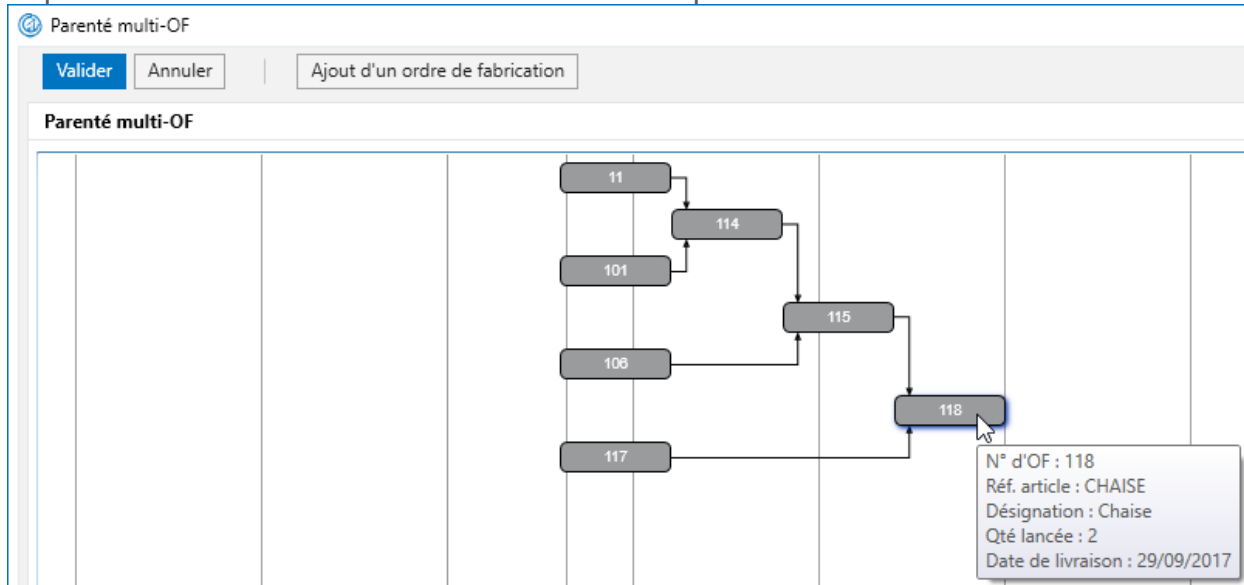 Parenté multi-OF
Valider Annuler Ajout d'un ordre de fabrication
Parenté multi-OF
11
114
101
115
106
118
117
N° d'OF : 118
Réf. article : CHAISE
Désignation : Chaise
Qté lancée : 2
Date de livraison : 29/09/2017